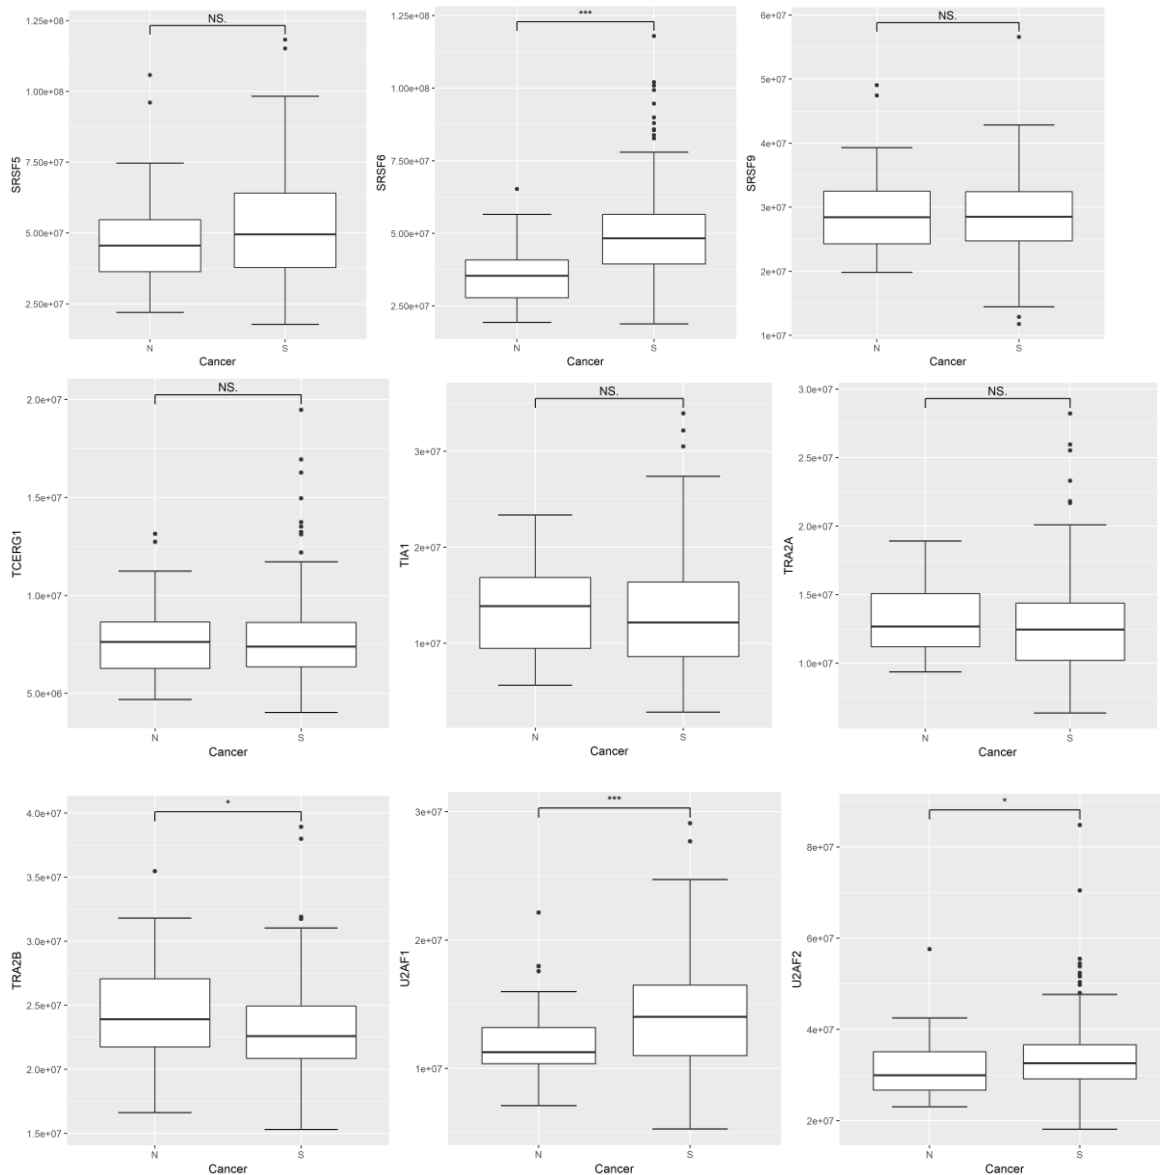 NS.
1.25e+08
1.00e+08
7.50e+07
5.00e+07
2.50e+07
SRSF5
N
S
Cancer
***
1.25e+08
1.00e+08
7.50e+07
5.00e+07
2.50e+07
SRSF6
N
S
Cancer
NS.
6e+07
5e+07
4e+07
3e+07
2e+07
1e+07
SRSF9
N
S
Cancer
NS.
2.0e+07
1.5e+07
1.0e+07
5.0e+06
TCERG1
N
S
Cancer
NS.
3e+07
2e+07
1e+07
TIA1
N
S
Cancer
NS.
3.0e+07
2.5e+07
2.0e+07
1.5e+07
1.0e+07
TRA2A
N
S
Cancer
*
4.0e+07
3.5e+07
3.0e+07
2.5e+07
2.0e+07
1.5e+07
TRA2B
N
S
Cancer
***
3e+07
2e+07
1e+07
U2AF1
N
S
Cancer
*
8e+07
6e+07
4e+07
2e+07
U2AF2
N
S
Cancer